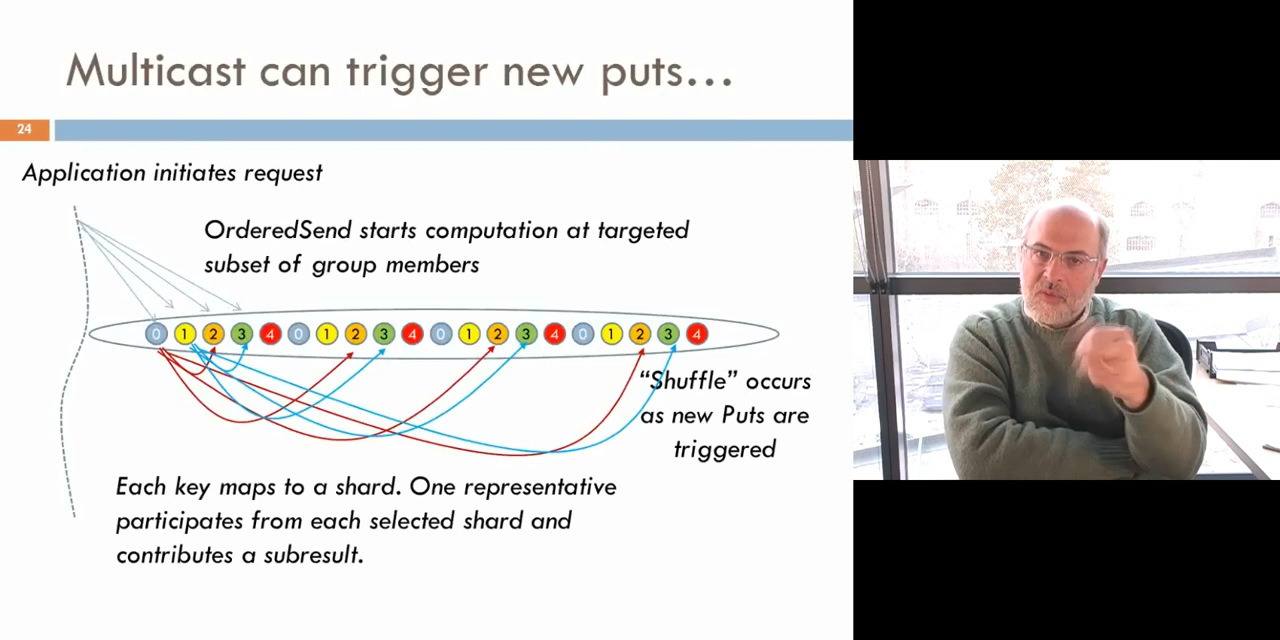 Multicast can trigger new puts...
24
Application initiates request
OrderedSend starts computation at targeted
subset of group members
0 1 2 3 4 0 1 2 3 4 0 1 2 3 4 0 1 2 3 4
“Shuffle” occurs
as new Puts are
triggered
Each key maps to a shard. One representative
participates from each selected shard and
contributes a subresult.